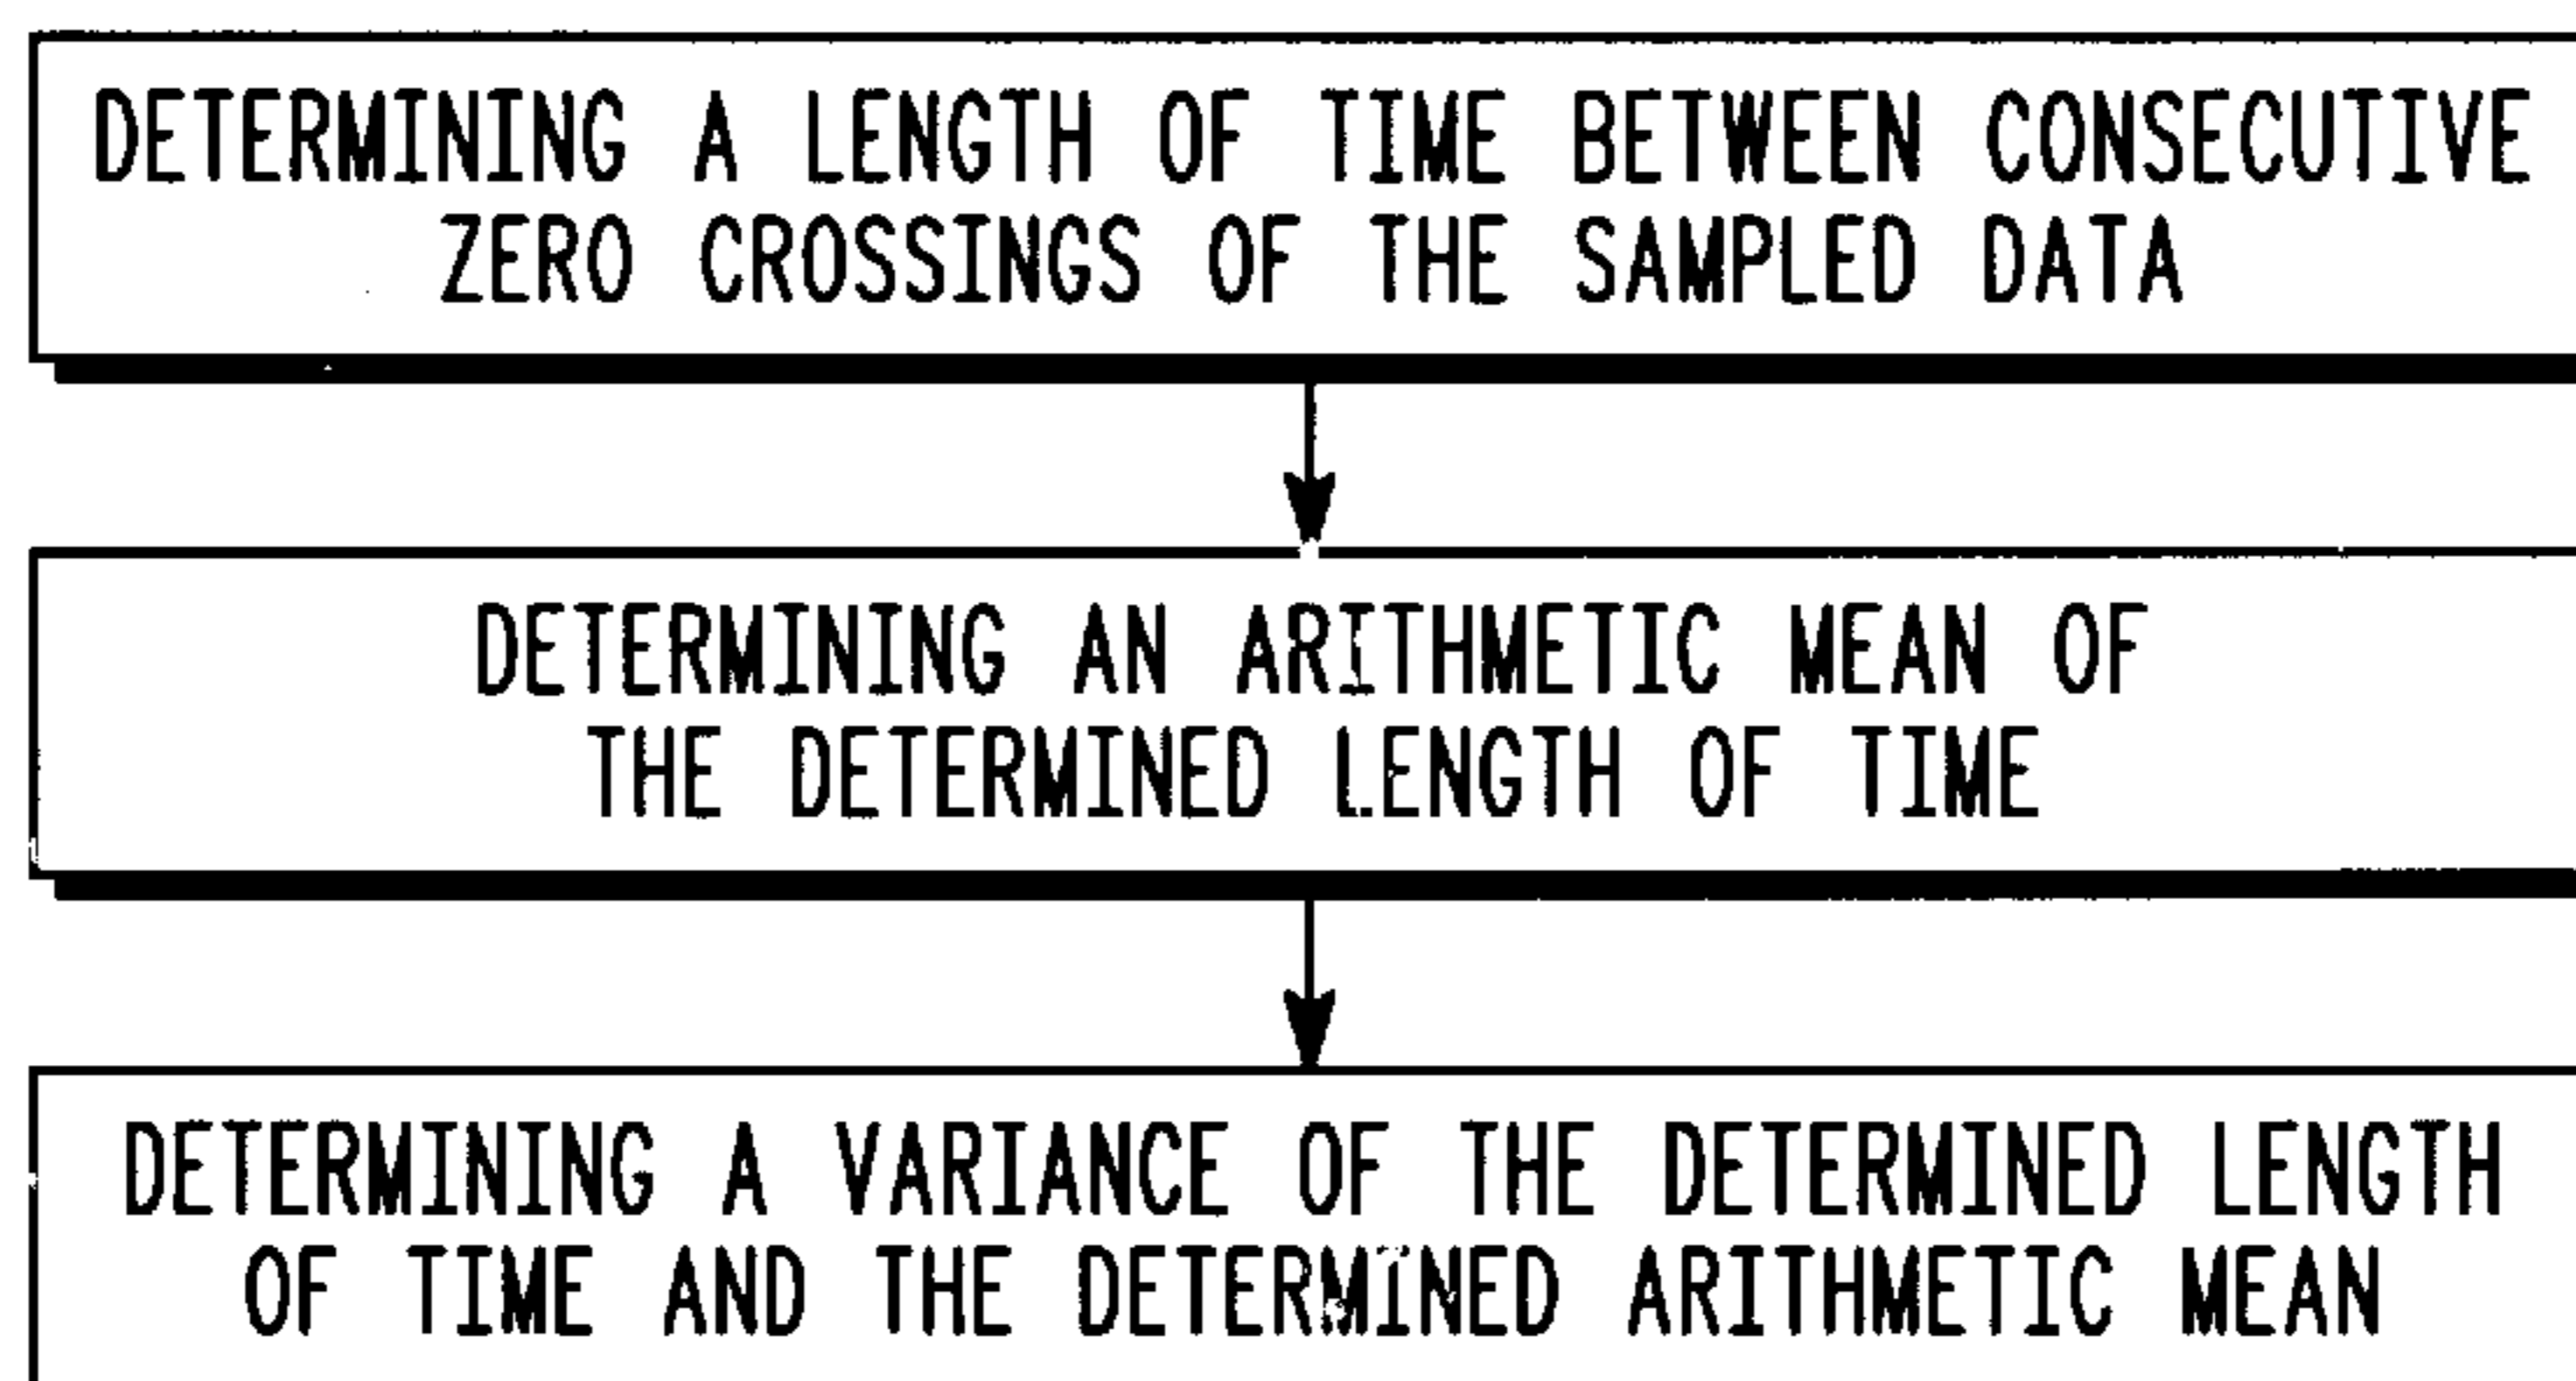 DETERMINING A LENGTH OF TIME BETWEEN CONSECUTIVE
ZERO CROSSINGS OF THE SAMPLED DATA
DETERMINING AN ARITHMETIC MEAN OF
THE DETERMINED LENGTH OF TIME
DETERMINING A VARIANCE OF THE DETERMINED LENGTH
OF TIME AND THE DETERMINED ARITHMETIC MEAN